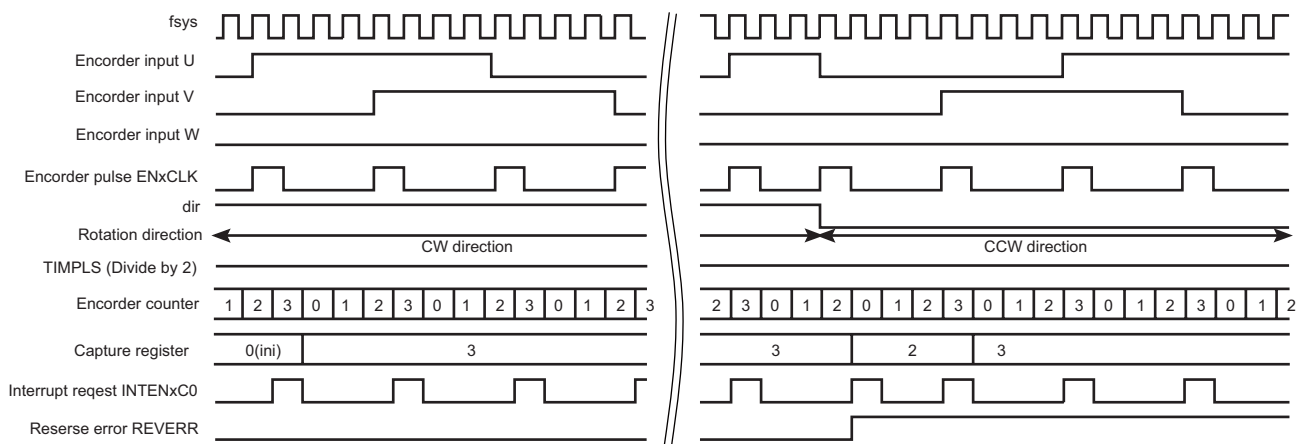 fsys
Encorder input U
Encorder input V
Encorder input W
Encorder pulse ENxCLK
dir
Rotation direction
CW direction
CCW direction
TIMPLS (Divide by 2)
Encorder counter
1 2 3 0 1 2 3 0 1 2 3 0 1 2 3
2 3 0 1 2 0 1 2 3 0 1 2 3 0 1 2 3 0 1 2
Capture register
0(ini) 3
3 2 3
Interrupt reqest INTENxC0
Reserse error REVERR